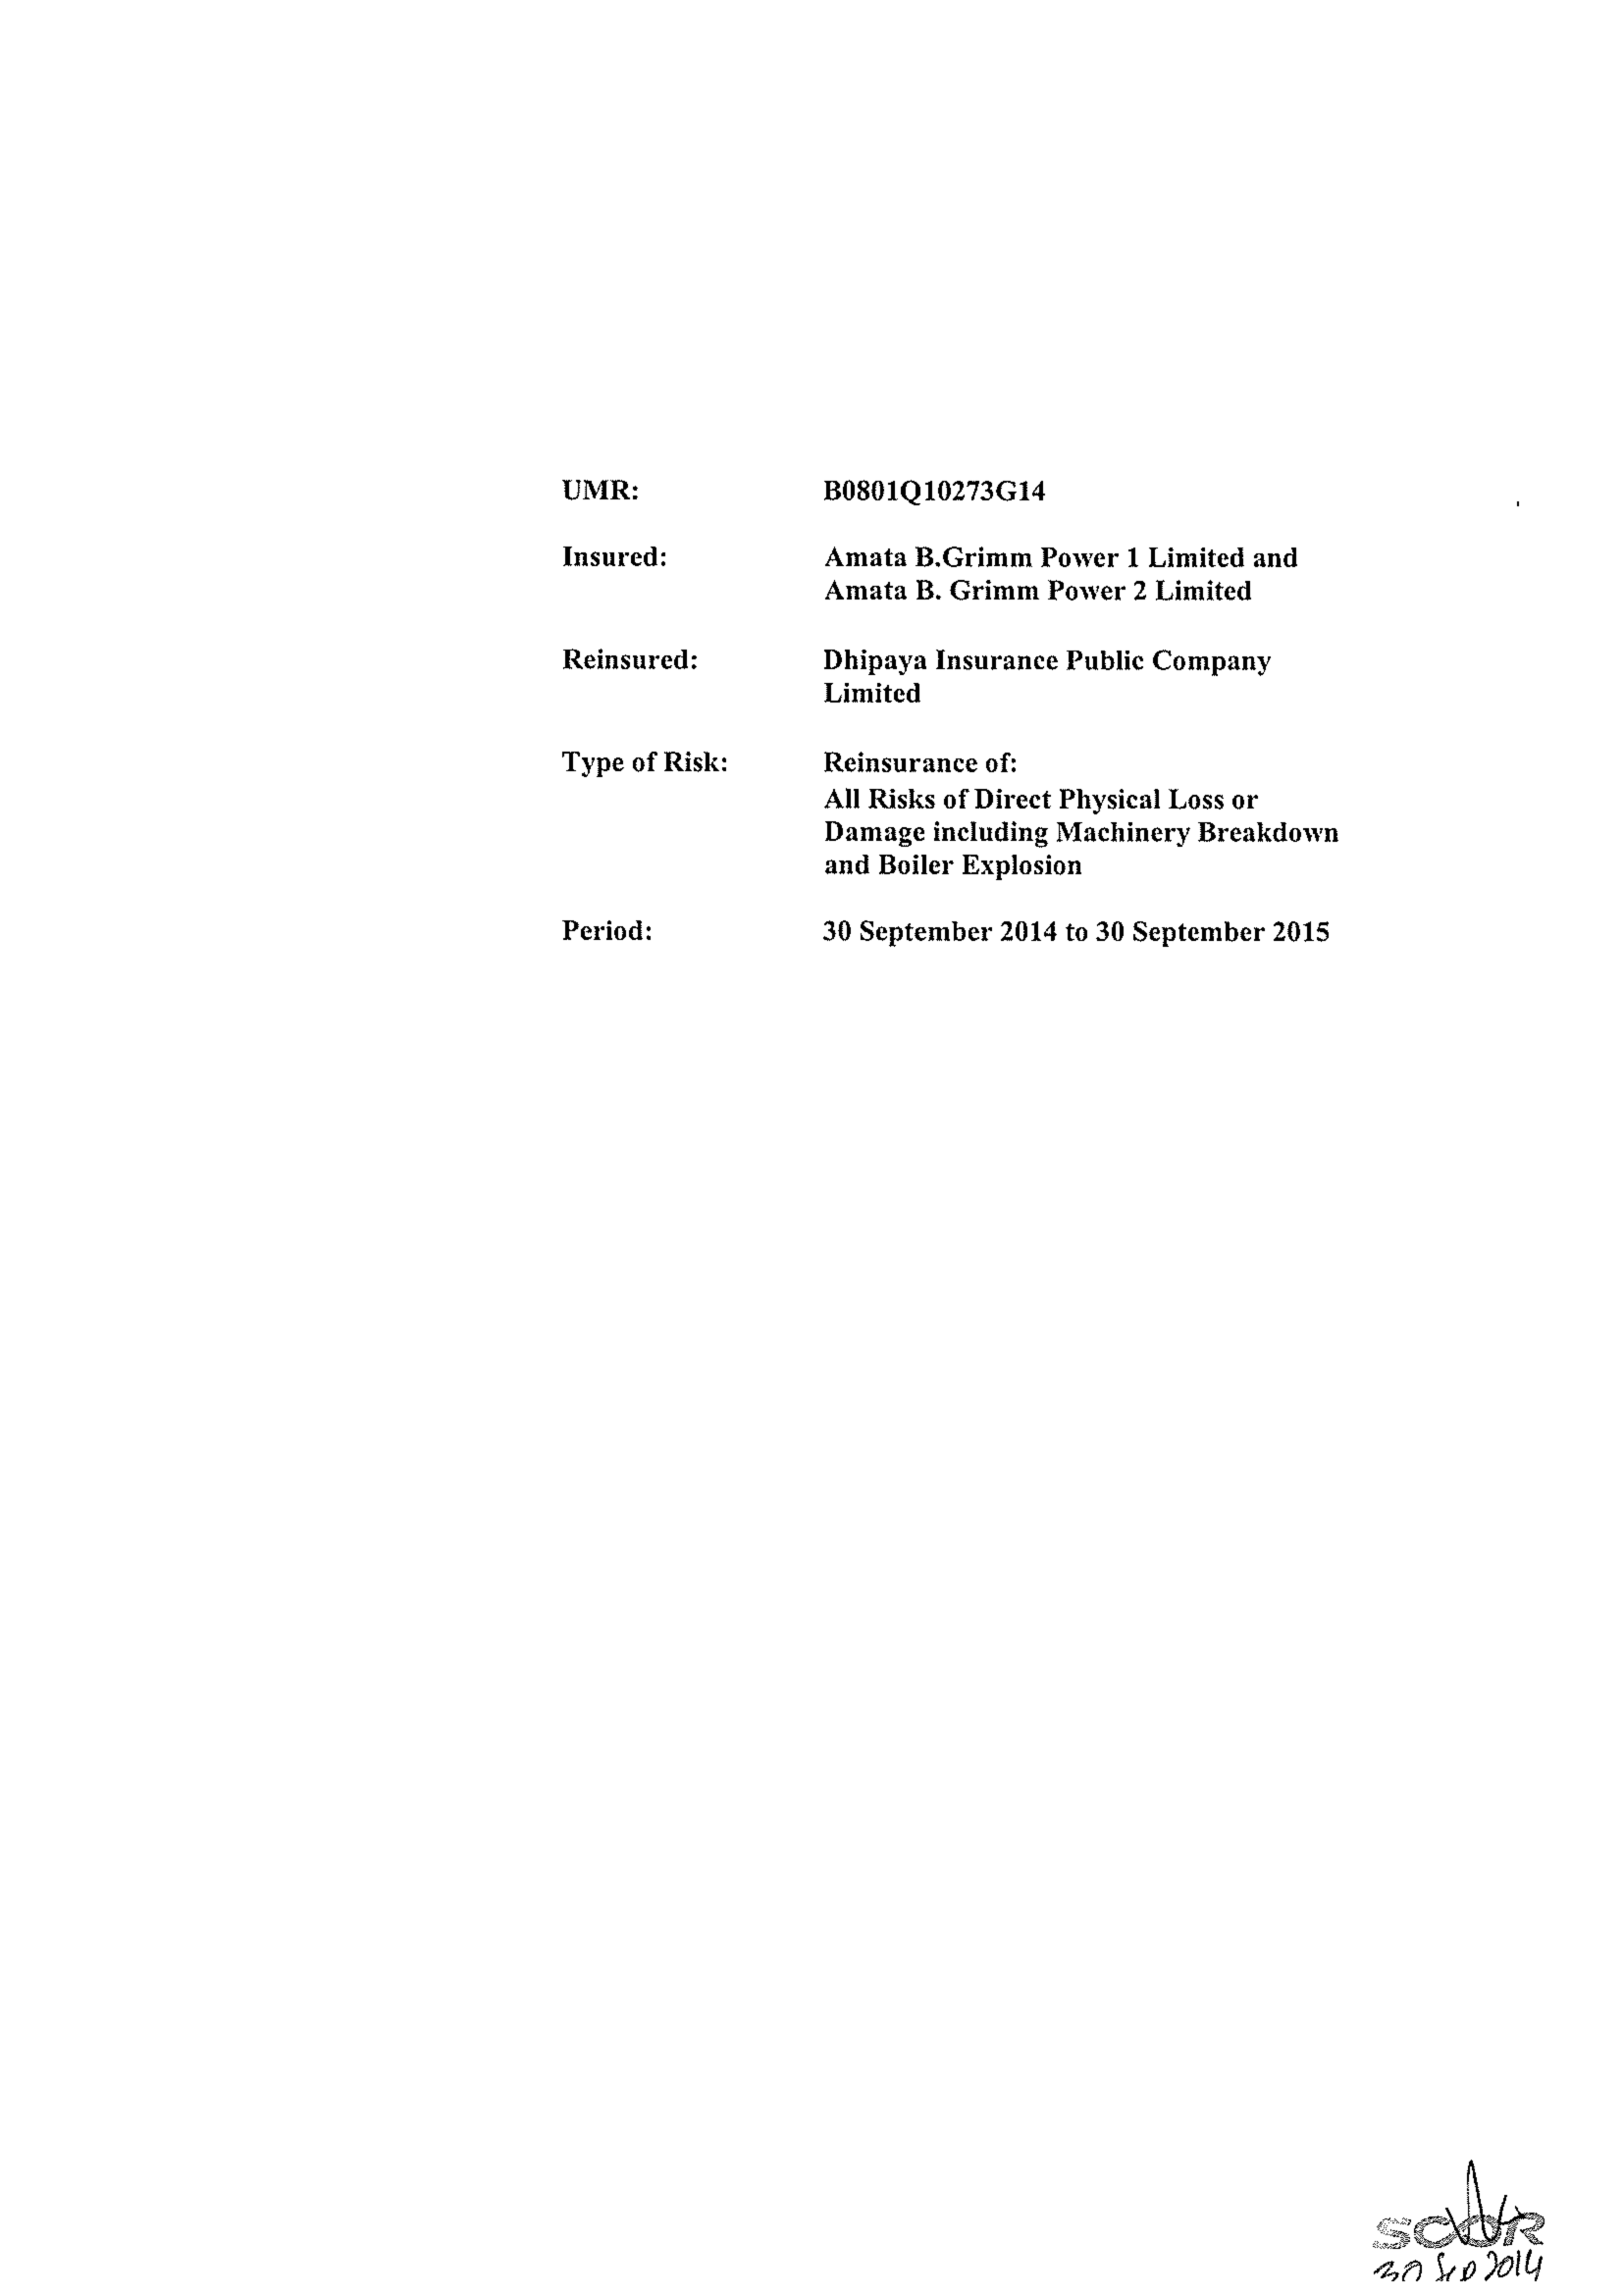 UMR: B0801Q10273G14
Insured: Amata B.Grimm Power 1 Limited and
Amata B. Grimm Power 2 Limited
Reinsured: Dhipaya Insurance Public Company
Limited
Type of Risk: Reinsurance of:
All Risks of Direct Physical Loss or
Damage including Machinery Breakdown
and Boiler Explosion
Period: 30 September 2014 to 30 September 2015
SCOR
30 Sep 2014